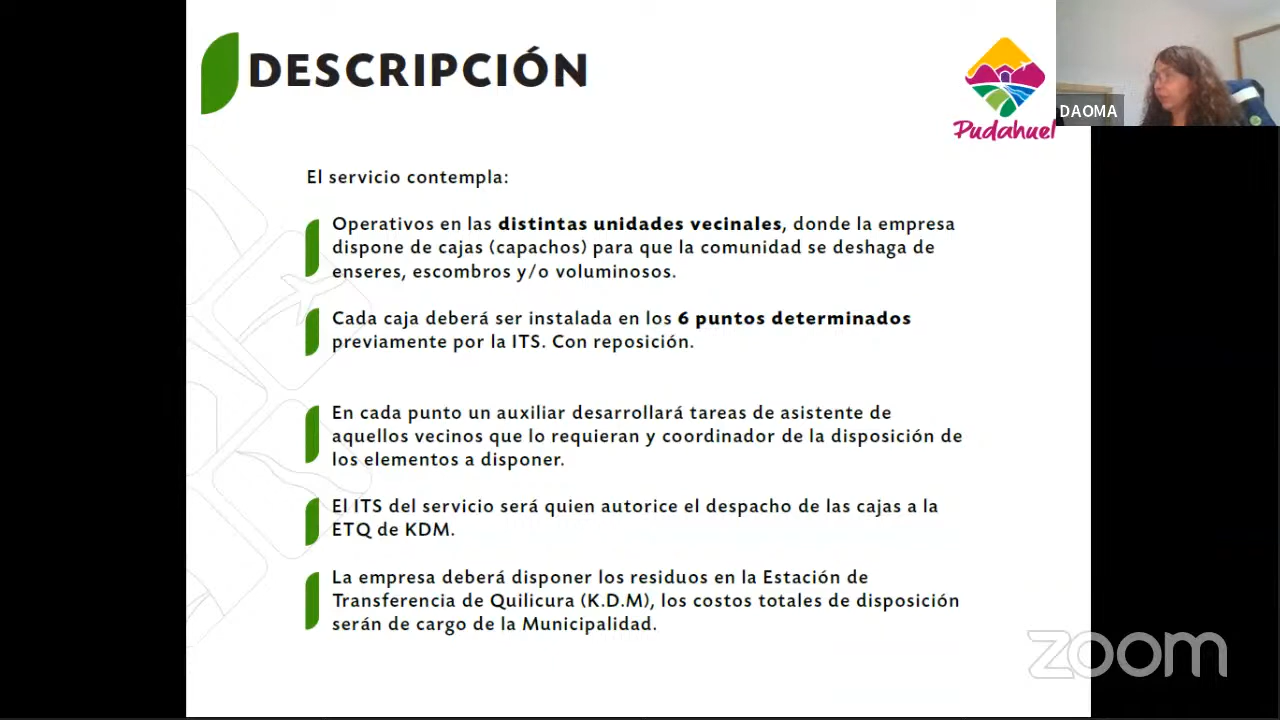 DESCRIPCIÓN
Pudahuel
DAOMA
El servicio contempla:
Operativos en las distintas unidades vecinales, donde la empresa
dispone de cajas (capachos) para que la comunidad se deshaga de
enseres, escombros y/o voluminosos.
Cada caja deberá ser instalada en los 6 puntos determinados
previamente por la ITS. Con reposición.
En cada punto un auxiliar desarrollará tareas de asistente de
aquellos vecinos que lo requieran y coordinador de la disposición de
los elementos a disponer.
El ITS del servicio será quien autorice el despacho de las cajas a la
ETQ de KDM.
La empresa deberá disponer los residuos en la Estación de
Transferencia de Quilicura (K.D.M), los costos totales de disposición
serán de cargo de la Municipalidad.
zoom